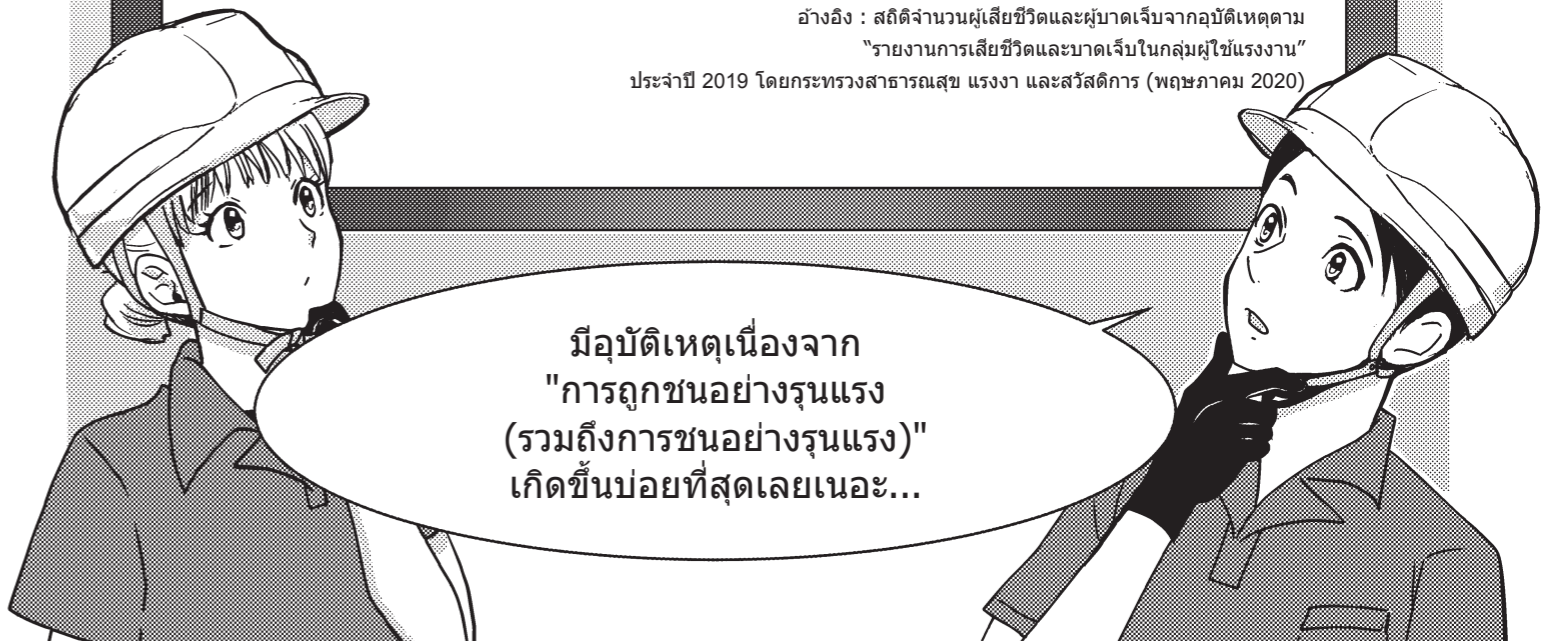 อ้างอิง : สถิติจำนวนผู้เสียชีวิตและผู้บาดเจ็บจากอุบัติเหตุตาม
“รายงานการเสียชีวิตและบาดเจ็บในกลุ่มผู้ใช้แรงงาน”
ประจำปี 2019 โดยกระทรวงสาธารณสุข แรงงา และสวัสดิการ (พฤษภาคม 2020)
มีอุบัติเหตุเนื่องจาก
"การถูกชนอย่างรุนแรง
(รวมถึงการชนอย่างรุนแรง)"
เกิดขึ้นบ่อยที่สุดเลยเนอะ...